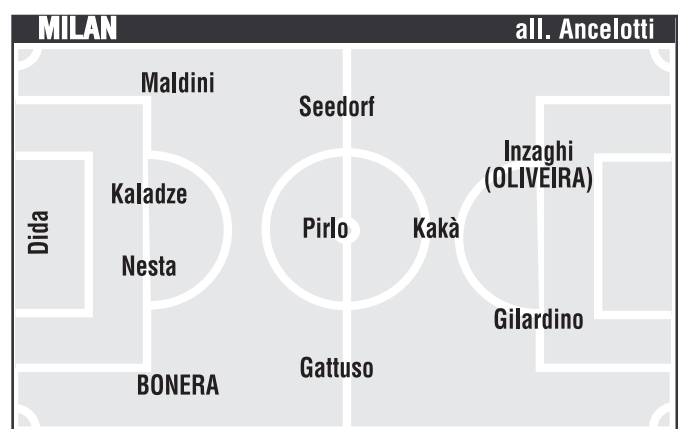 MILAN
all. Ancelotti
Maldini
Seedorf
Inzaghi
(OLIVEIRA)
Kaladze
Dida
Pirlo
Kakà
Nesta
Gilardino
Gattuso
BONERA